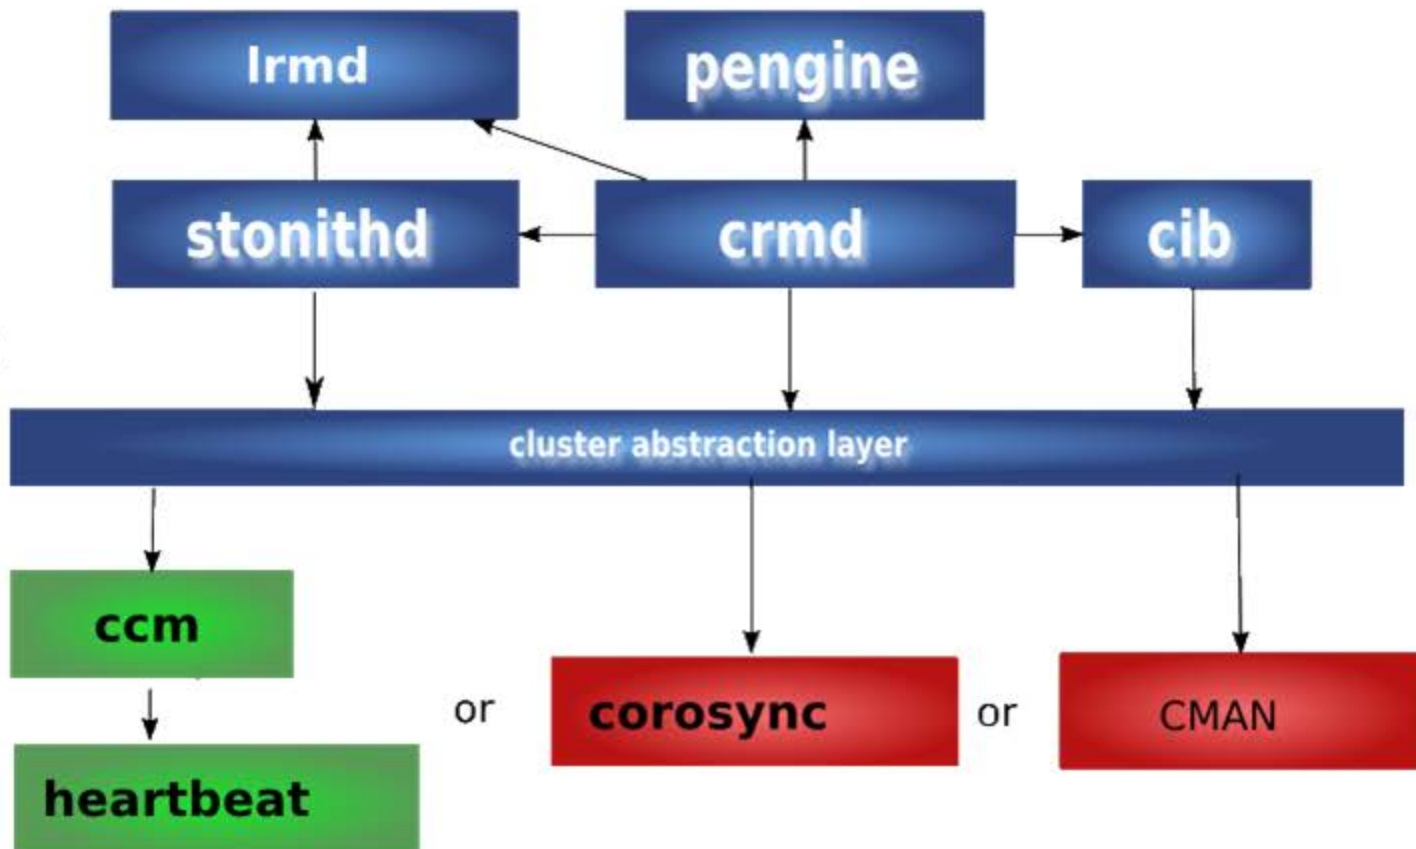 lrmd
pengine
stonithd
crmd
cib
cluster abstraction layer
ccm
or
corosync
or
CMAN
heartbeat